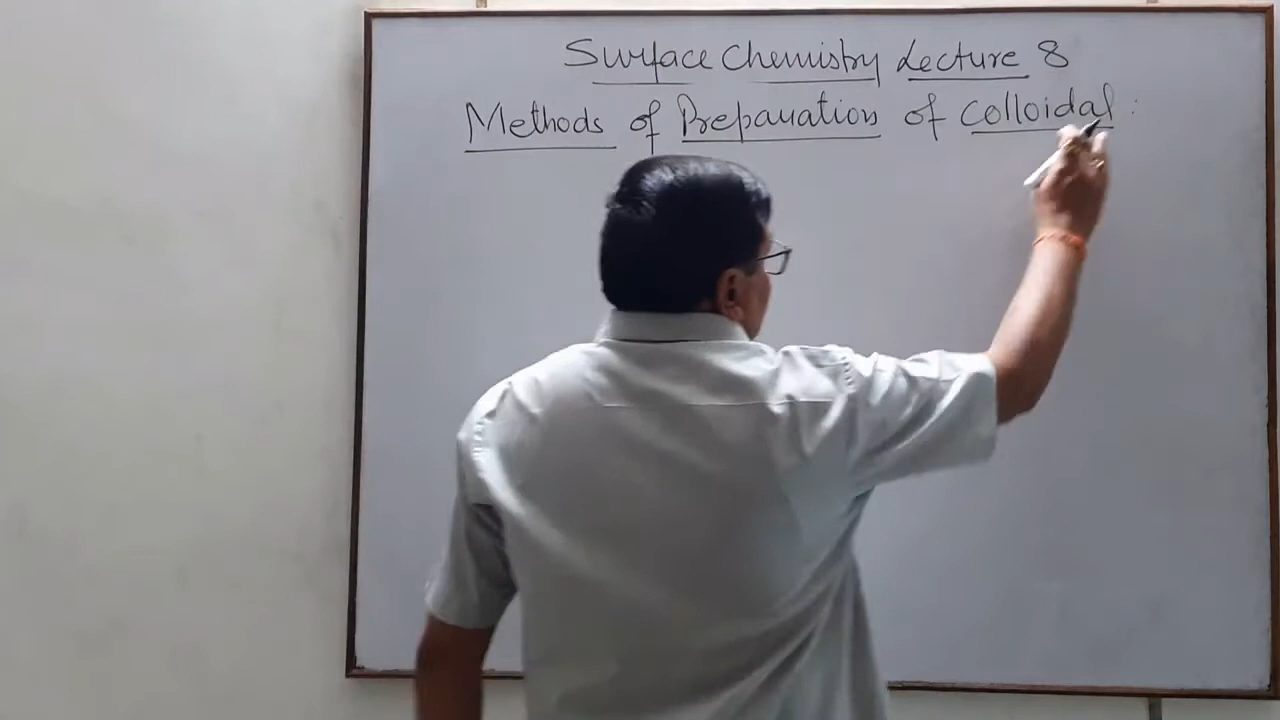 Surface Chemistry Lecture 8
Methods of Preparation of Colloidal :